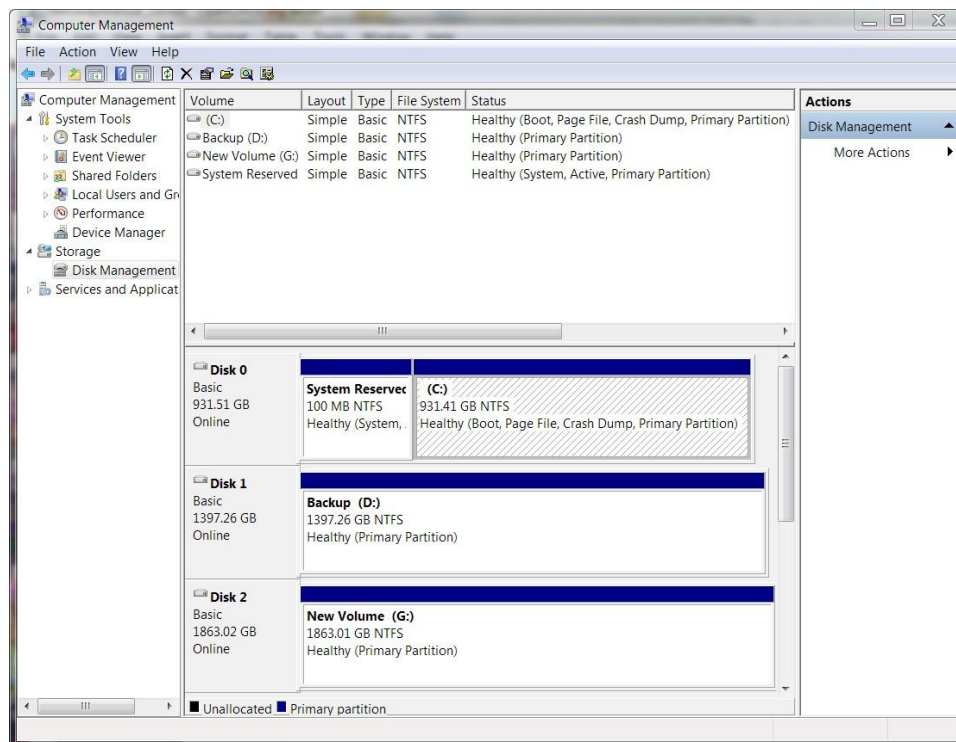 Computer Management
File Action View Help
Computer Management
System Tools
Task Scheduler
Event Viewer
Shared Folders
Local Users and Gr
Performance
Device Manager
Storage
Disk Management
Services and Applicat
Volume Layout Type File System Status
(C:) Simple Basic NTFS Healthy (Boot, Page File, Crash Dump, Primary Partition)
Backup (D:) Simple Basic NTFS Healthy (Primary Partition)
New Volume (G:) Simple Basic NTFS Healthy (Primary Partition)
System Reserved Simple Basic NTFS Healthy (System, Active, Primary Partition)
Actions
Disk Management
More Actions
Disk 0
Basic
931.51 GB
Online
System Reserved
100 MB NTFS
Healthy (System, .
(C:)
931.41 GB NTFS
Healthy (Boot, Page File, Crash Dump, Primary Partition)
Disk 1
Basic
1397.26 GB
Online
Backup (D:)
1397.26 GB NTFS
Healthy (Primary Partition)
Disk 2
Basic
1863.02 GB
Online
New Volume (G:)
1863.01 GB NTFS
Healthy (Primary Partition)
Unallocated Primary partition